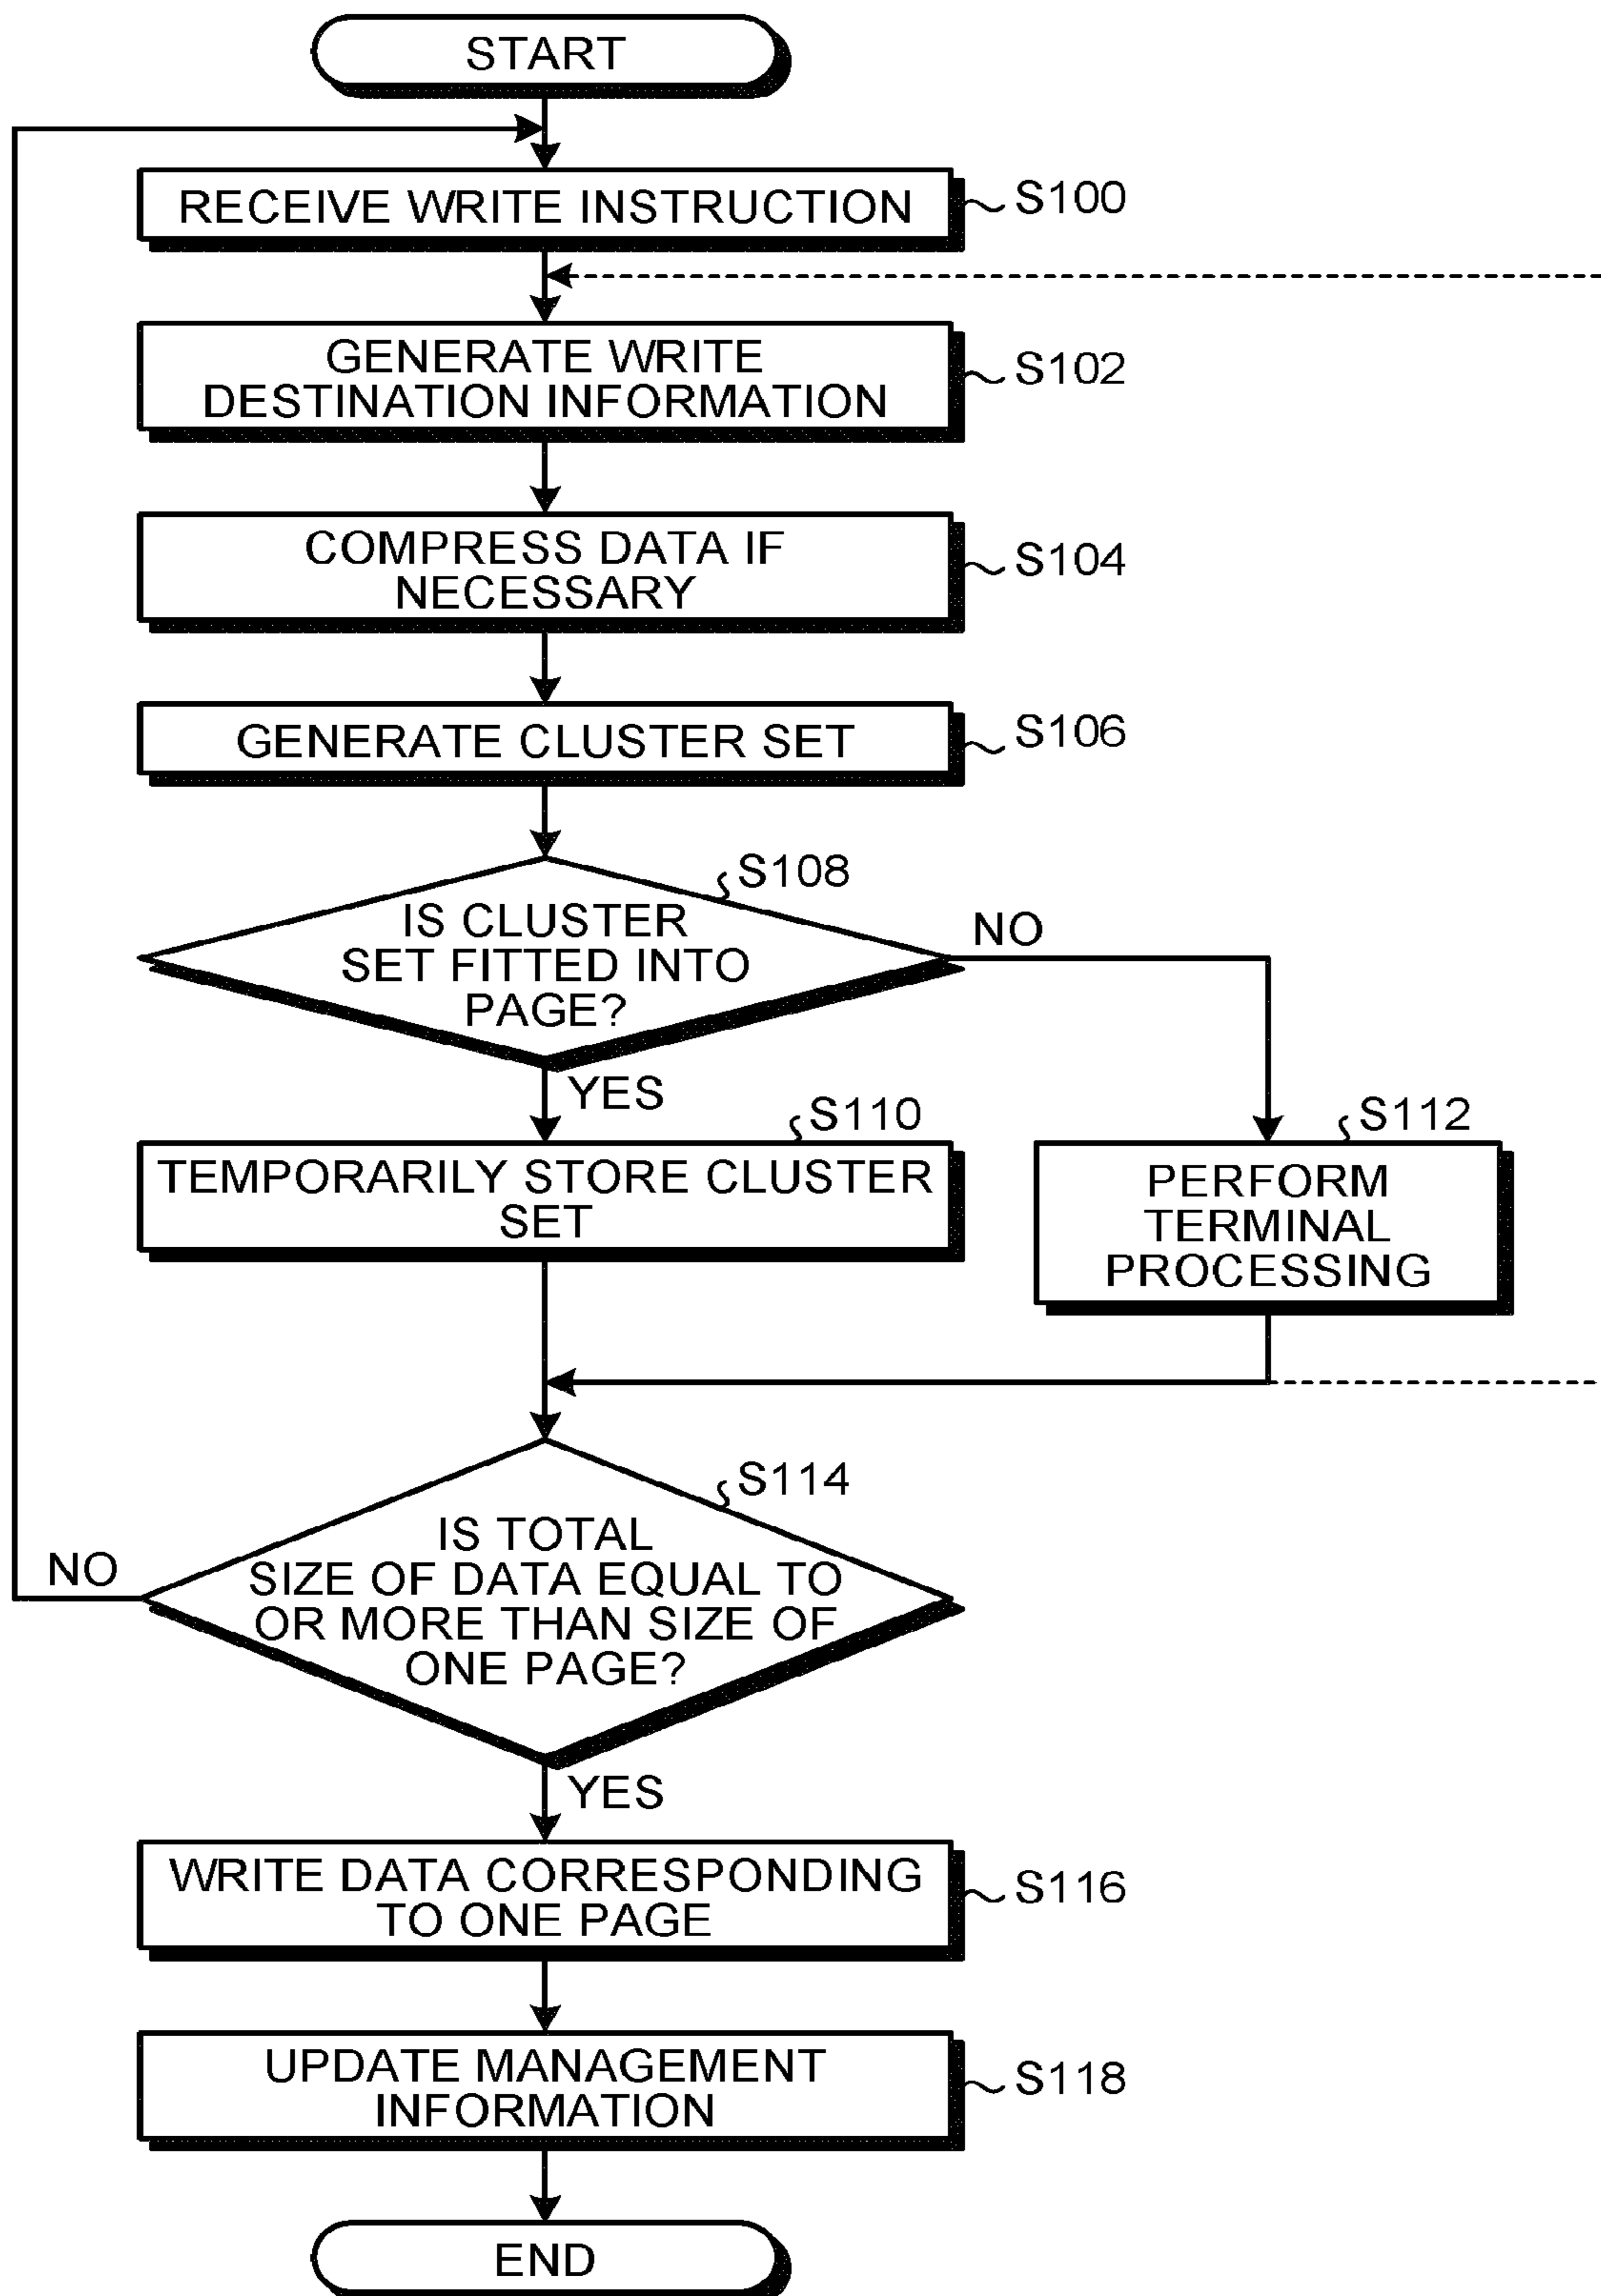 START
RECEIVE WRITE INSTRUCTION
S100
GENERATE WRITE
DESTINATION INFORMATION
S102
COMPRESS DATA IF
NECESSARY
S104
GENERATE CLUSTER SET
S106
S108
IS CLUSTER
SET FITTED INTO
PAGE?
NO
YES
S110
TEMPORARILY STORE CLUSTER
SET
S112
PERFORM
TERMINAL
PROCESSING
S114
IS TOTAL
SIZE OF DATA EQUAL TO
OR MORE THAN SIZE OF
ONE PAGE?
NO
YES
WRITE DATA CORRESPONDING
TO ONE PAGE
S116
UPDATE MANAGEMENT
INFORMATION
S118
END